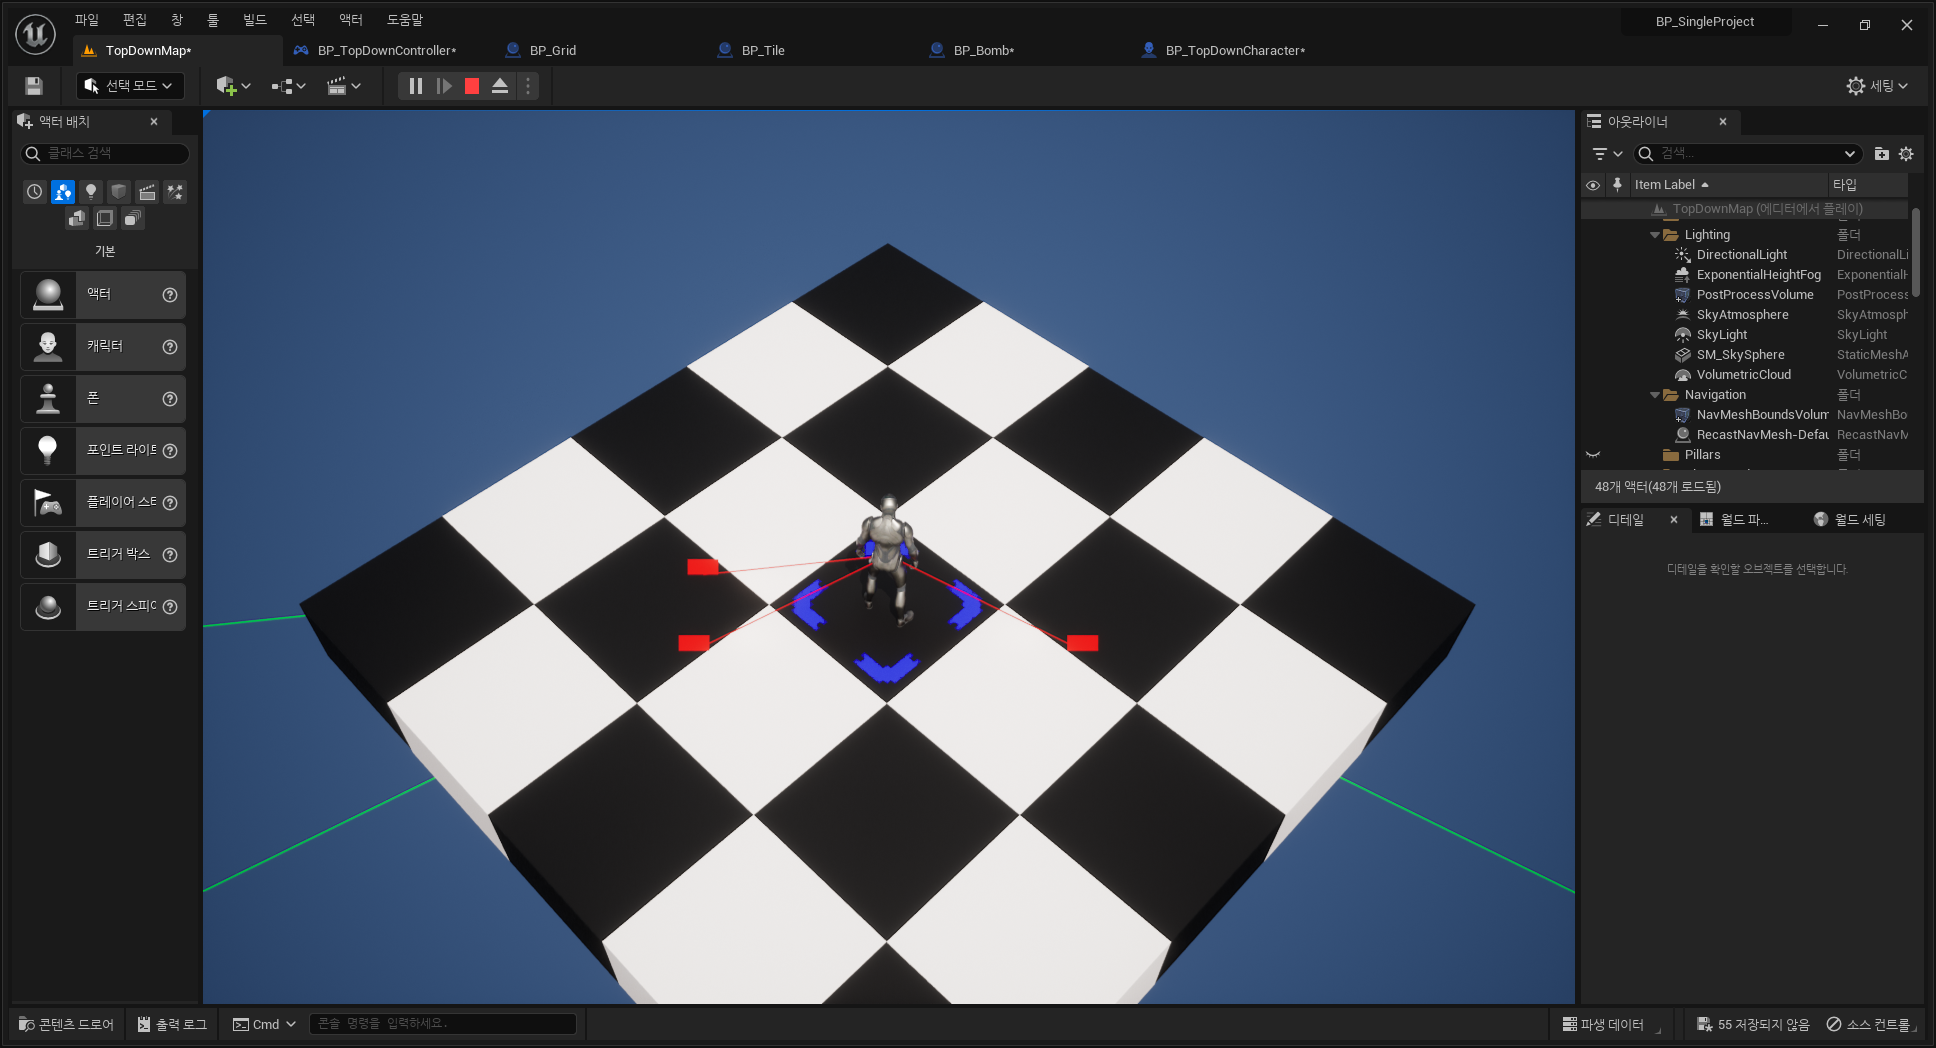 파일 편집 창 툴 빌드 선택 액터 도움말
BP_SingleProject
TopDownMap*
BP_TopDownController*
BP_Grid
BP_Tile
BP_Bomb*
BP_TopDownCharacter*
선택 모드
세팅
액터 배치
클래스 검색
기본
액터
캐릭터
폰
포인트 라이트
플레이어 스타
트리거 박스
트리거 스피어
아웃라이너
검색...
Item Label 타입
TopDownMap (에디터에서 플레이)
Lighting 폴더
DirectionalLight DirectionalLi
ExponentialHeightFog Exponential
PostProcessVolume PostProcess
SkyAtmosphere SkyAtmosph
SkyLight SkyLight
SM_SkySphere StaticMeshA
VolumetricCloud VolumetricC
Navigation 폴더
NavMeshBoundsVolum NavMeshBo
RecastNavMesh-Defau RecastNavM
Pillars 폴더
48개 액터(48개 로드됨)
디테일
월드 파...
월드 세팅
디테일을 확인할 오브젝트를 선택합니다.
콘텐츠 드로어
출력 로그
Cmd
콘솔 명령을 입력하세요.
파생 데이터
55 저장되지 않음
소스 컨트롤